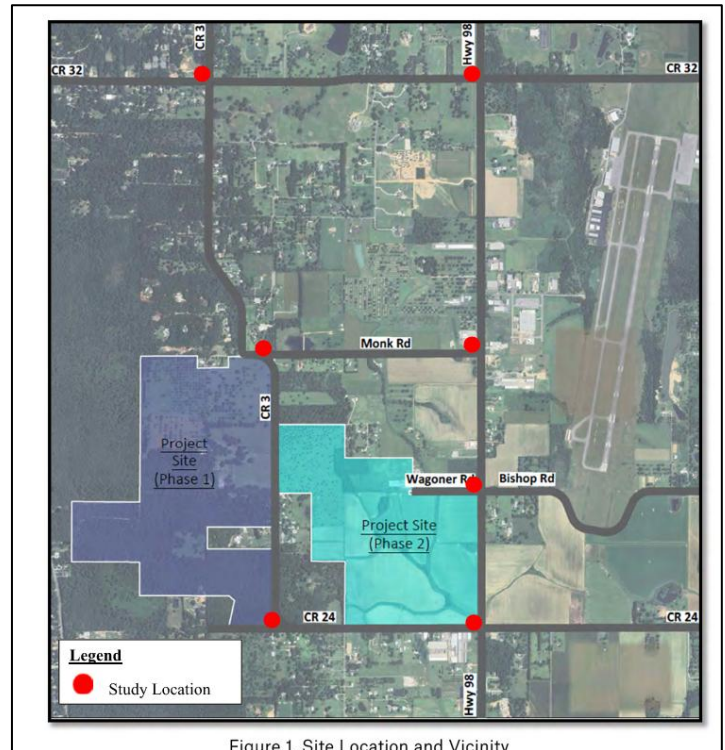 CR 3
Hwy 98
CR 32
CR 32
Monk Rd
CR 3
Project
Site
(Phase 1)
Wagoner Rd
Bishop Rd
Project Site
(Phase 2)
CR 24
CR 24
Hwy 98
Legend
Study Location
Figure 1. Site Location and Vicinity